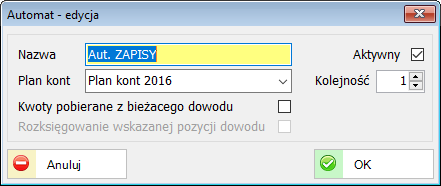 Automat - edycja
Nazwa Aut. ZAPISY Aktywny
Plan kont Plan kont 2016 Kolejność 1
Kwoty pobierane z bieżacego dowodu
Rozksięgowanie wskazanej pozycji dowodu
Anuluj OK